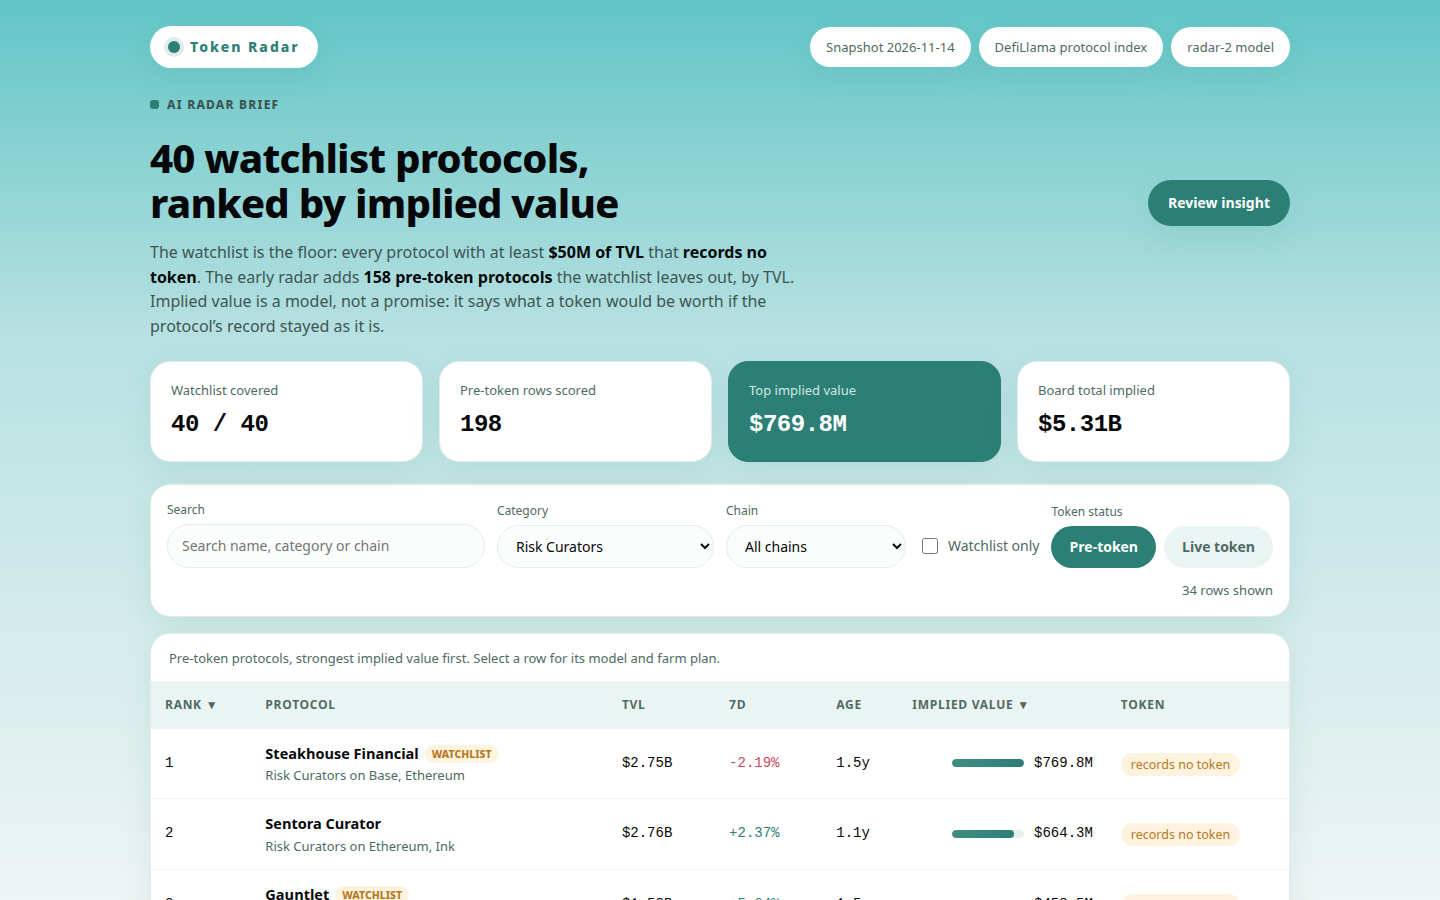 Token Radar
Snapshot 2026-11-14
DefiLlama protocol index
radar-2 model
AI RADAR BRIEF
40 watchlist protocols,
ranked by implied value
Review insight
The watchlist is the floor: every protocol with at least $50M of TVL that records no
token. The early radar adds 158 pre-token protocols the watchlist leaves out, by TVL.
Implied value is a model, not a promise: it says what a token would be worth if the
protocol’s record stayed as it is.
Watchlist covered
40 / 40
Pre-token rows scored
198
Top implied value
$769.8M
Board total implied
$5.31B
Search
Search name, category or chain
Category
Risk Curators
Chain
All chains
Watchlist only
Token status
Pre-token
Live token
34 rows shown
Pre-token protocols, strongest implied value first. Select a row for its model and farm plan.
RANK ▼ PROTOCOL TVL 7D AGE IMPLIED VALUE ▼ TOKEN
1 Steakhouse Financial WATCHLIST $2.75B -2.19% 1.5y $769.8M records no token
Risk Curators on Base, Ethereum
2 Sentora Curator $2.76B +2.37% 1.1y $664.3M records no token
Risk Curators on Ethereum, Ink
Gauntlet WATCHLIST